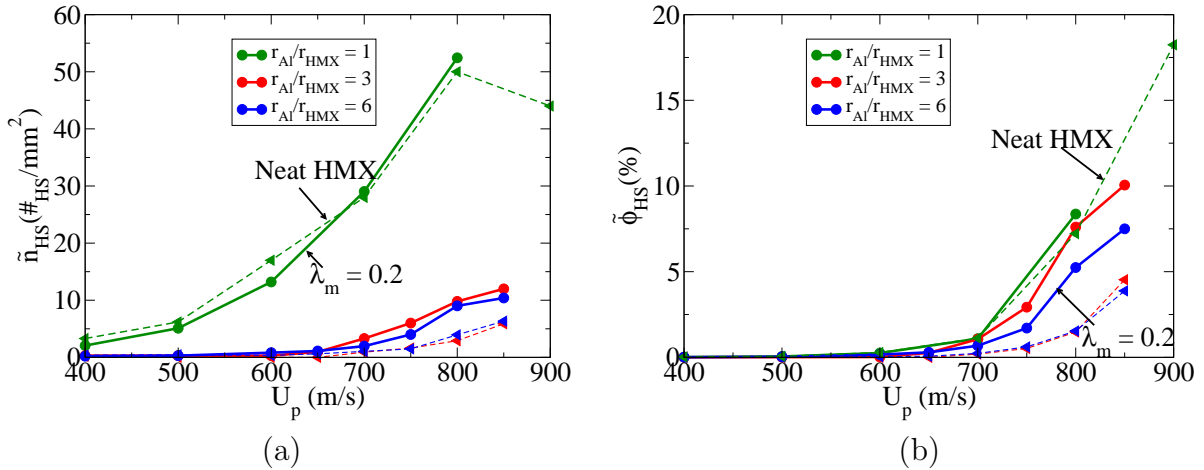 60
50
40
30
20
10
0
400 500 600 700 800 900
U_p (m/s)
ñ_HS(#_HS/mm^2)
r_Al/r_HMX = 1
r_Al/r_HMX = 3
r_Al/r_HMX = 6
Neat HMX
λ_m = 0.2
(a)
20
15
10
5
0
400 500 600 700 800 900
U_p (m/s)
ϕ̃_HS(%)
r_Al/r_HMX = 1
r_Al/r_HMX = 3
r_Al/r_HMX = 6
Neat HMX
λ_m = 0.2
(b)